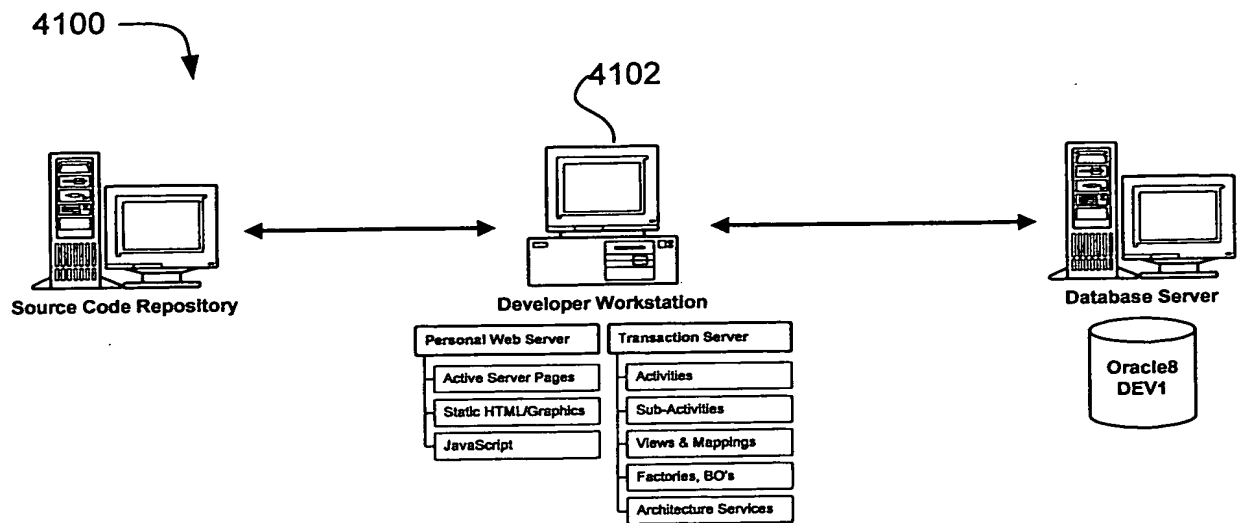 4100
4102
Source Code Repository
Developer Workstation
Database Server
Personal Web Server
Active Server Pages
Static HTML/Graphics
JavaScript
Transaction Server
Activities
Sub-Activities
Views & Mappings
Factories, BO's
Architecture Services
Oracle8
DEV1